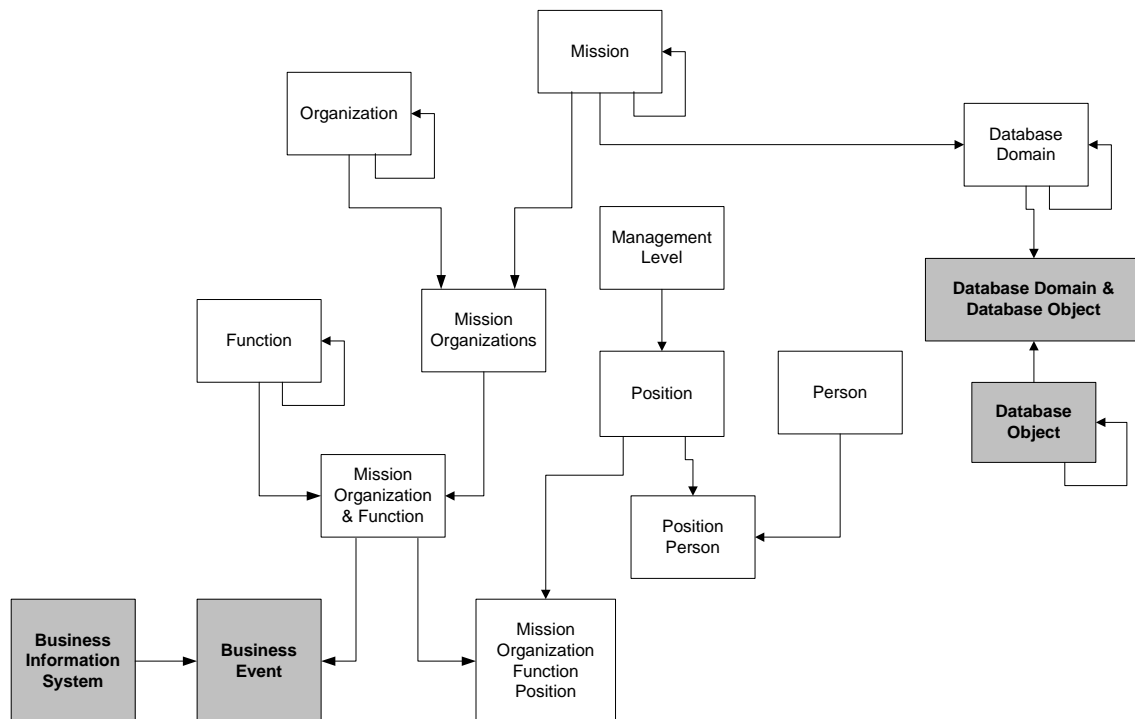 Mission
Organization
Database
Domain
Management
Level
Database Domain &
Database Object
Mission
Organizations
Function
Position
Person
Database
Object
Mission
Organization
& Function
Position
Person
Business
Information
System
Business
Event
Mission
Organization
Function
Position